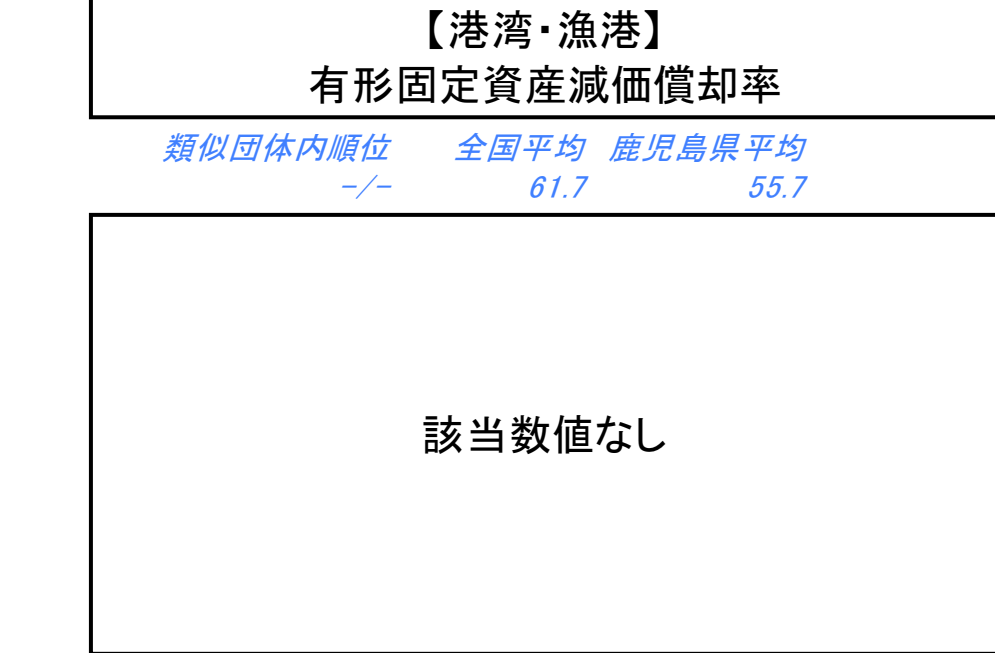 【港湾・漁港】
有形固定資産減価償却率
類似団体内順位 全国平均 鹿児島県平均
-/- 61.7 55.7
該当数値なし